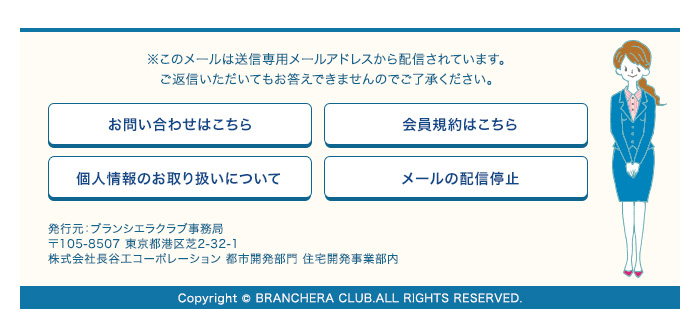 ※このメールは送信専用メールアドレスから配信されています。
ご返信いただいてもお答えできませんのでご了承ください。
お問い合わせはこちら
会員規約はこちら
個人情報のお取り扱いについて
メールの配信停止
発行元:ブランシエラクラブ事務局
〒105-8507 東京都港区芝2-32-1
株式会社長谷工コーポレーション 都市開発部門 住宅開発事業部内
Copyright © BRANCHERA CLUB.ALL RIGHTS RESERVED.